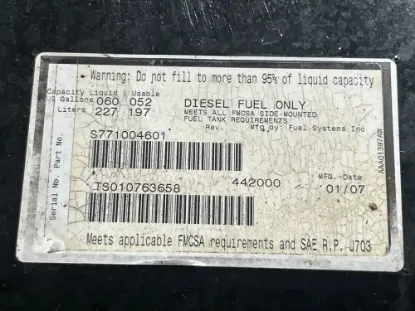 Warning: Do not fill to more than 95% of liquid capacity
Capacity Liquid | Usable
US Gallons 060 052
Liters 227 197
DIESEL FUEL ONLY
MEETS ALL FMCSA SIDE-MOUNTED
FUEL TANK REQUIREMENTS
Rev. Mfg by: Fuel Systems Inc
Part No.
S771004601
Serial No.
TS010763658
442000
MFG.-Date
01/07
AAA01397AR
Meets applicable FMCSA requirements and SAE R.P. J703